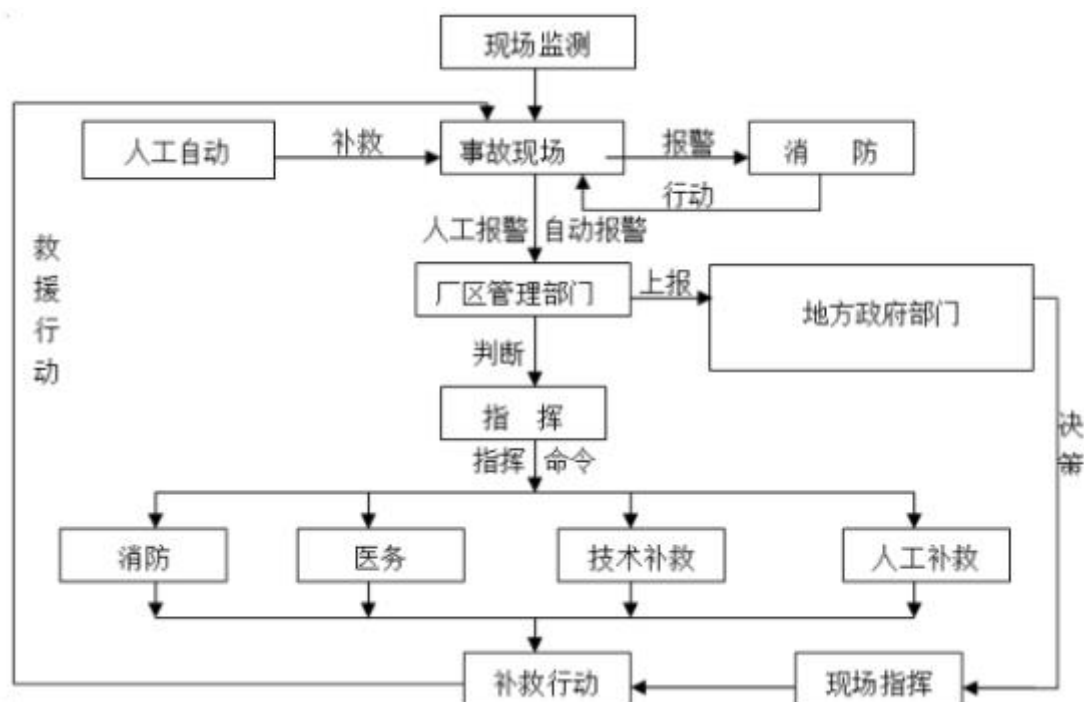 现场监测
人工自动
补救
事故现场
报警
消 防
行动
人工报警
自动报警
救援行动
厂区管理部门
上报
地方政府部门
判断
指 挥
决策
指挥
命令
消防
医务
技术补救
人工补救
补救行动
现场指挥